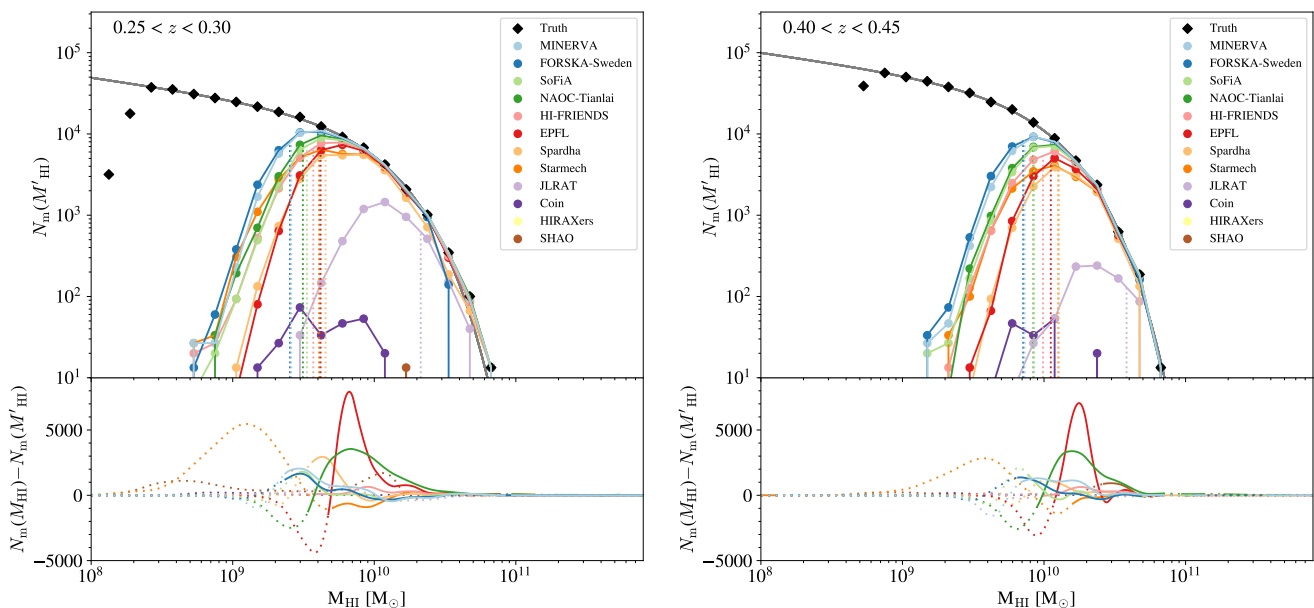 0.25 < z < 0.30
Truth
MINERVA
FORSKA-Sweden
SoFiA
NAOC-Tianlai
HI-FRIENDS
EPFL
Spardha
Starmech
JLRAT
Coin
HIRAXers
SHAO
N_m(M′_HI)
10^5
10^4
10^3
10^2
10^1
N_m(M_HI)−N_m(M′_HI)
5000
0
−5000
10^8
10^9
10^10
10^11
M_HI [M_⊙]
0.40 < z < 0.45
Truth
MINERVA
FORSKA-Sweden
SoFiA
NAOC-Tianlai
HI-FRIENDS
EPFL
Spardha
Starmech
JLRAT
Coin
HIRAXers
SHAO
N_m(M′_HI)
10^5
10^4
10^3
10^2
10^1
N_m(M_HI)−N_m(M′_HI)
5000
0
−5000
10^8
10^9
10^10
10^11
M_HI [M_⊙]